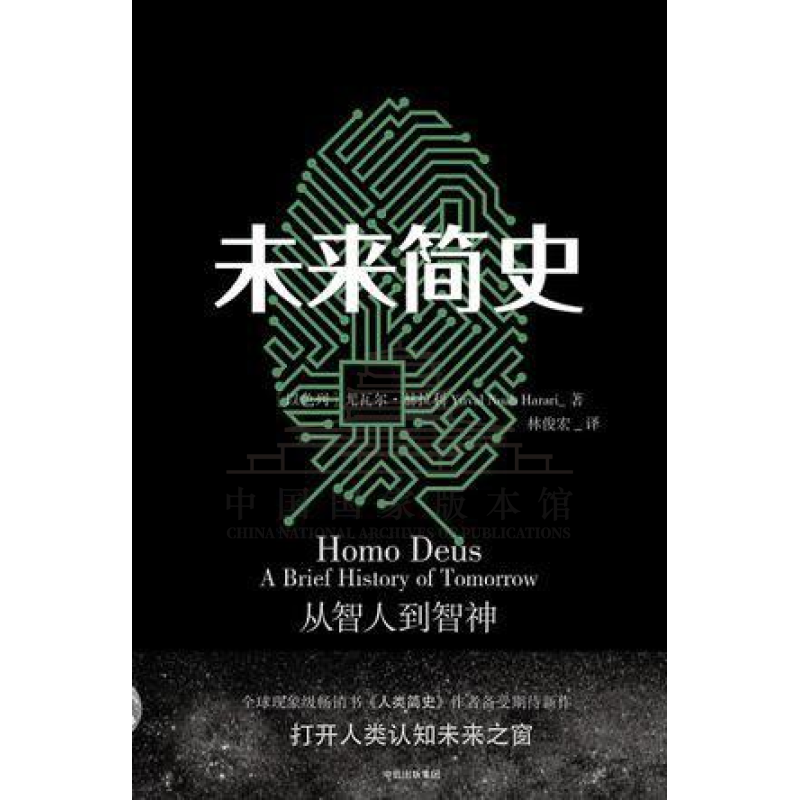 未来简史
[以色列] 尤瓦尔·赫拉利 Yuval Noah Harari_著
林俊宏_译
中国国家版本馆
CHINA NATIONAL ARCHIVES OF PUBLICATIONS
Homo Deus
A Brief History of Tomorrow
从智人到智神
全球现象级畅销书《人类简史》作者备受期待新作
打开人类认知未来之窗
中信出版集团